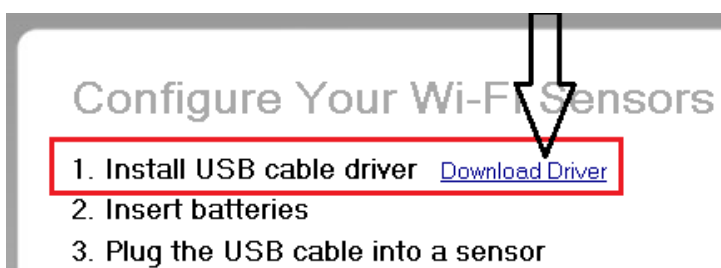 Configure Your Wi-Fi Sensors
1. Install USB cable driver Download Driver
2. Insert batteries
3. Plug the USB cable into a sensor